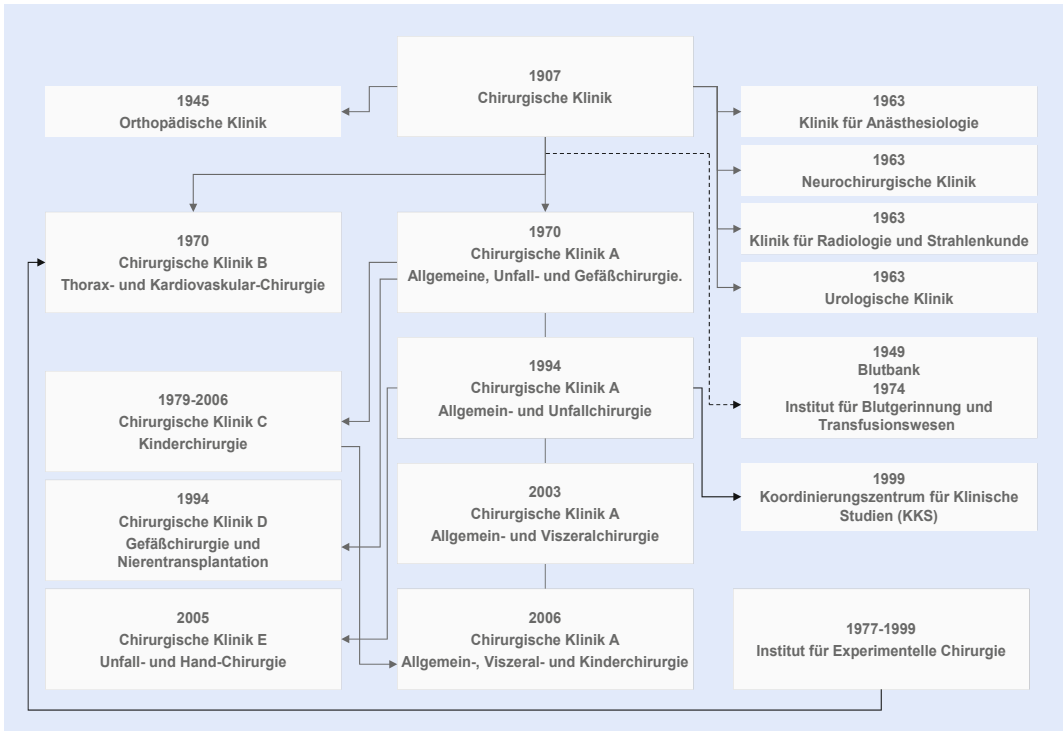 1907
Chirurgische Klinik
1945
Orthopädische Klinik
1963
Klinik für Anästhesiologie
1963
Neurochirurgische Klinik
1963
Klinik für Radiologie und Strahlenkunde
1963
Urologische Klinik
1970
Chirurgische Klinik B
Thorax- und Kardiovaskular-Chirurgie
1970
Chirurgische Klinik A
Allgemeine, Unfall- und Gefäßchirurgie.
1994
Chirurgische Klinik A
Allgemein- und Unfallchirurgie
1949
Blutbank
1974
Institut für Blutgerinnung und
Transfusionswesen
1979-2006
Chirurgische Klinik C
Kinderchirurgie
2003
Chirurgische Klinik A
Allgemein- und Viszeralchirurgie
1999
Koordinierungszentrum für Klinische
Studien (KKS)
1994
Chirurgische Klinik D
Gefäßchirurgie und
Nierentransplantation
2005
Chirurgische Klinik E
Unfall- und Hand-Chirurgie
2006
Chirurgische Klinik A
Allgemein-, Viszeral- und Kinderchirurgie
1977-1999
Institut für Experimentelle Chirurgie